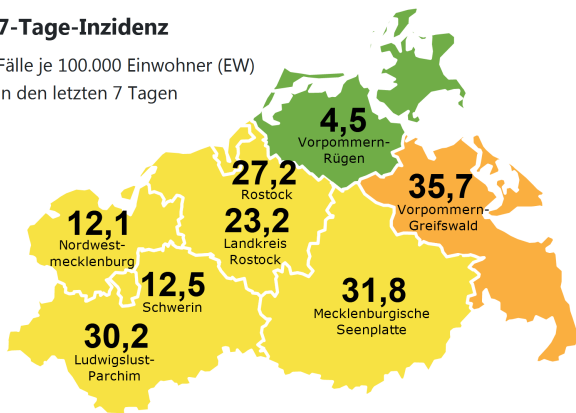 7-Tage-Inzidenz
Fälle je 100.000 Einwohner (EW)
in den letzten 7 Tagen
4,5
Vorpommern-
Rügen
27,2
Rostock
35,7
Vorpommern-
Greifswald
12,1
Nordwest-
mecklenburg
23,2
Landkreis
Rostock
12,5
Schwerin
31,8
Mecklenburgische
Seenplatte
30,2
Ludwigslust-
Parchim